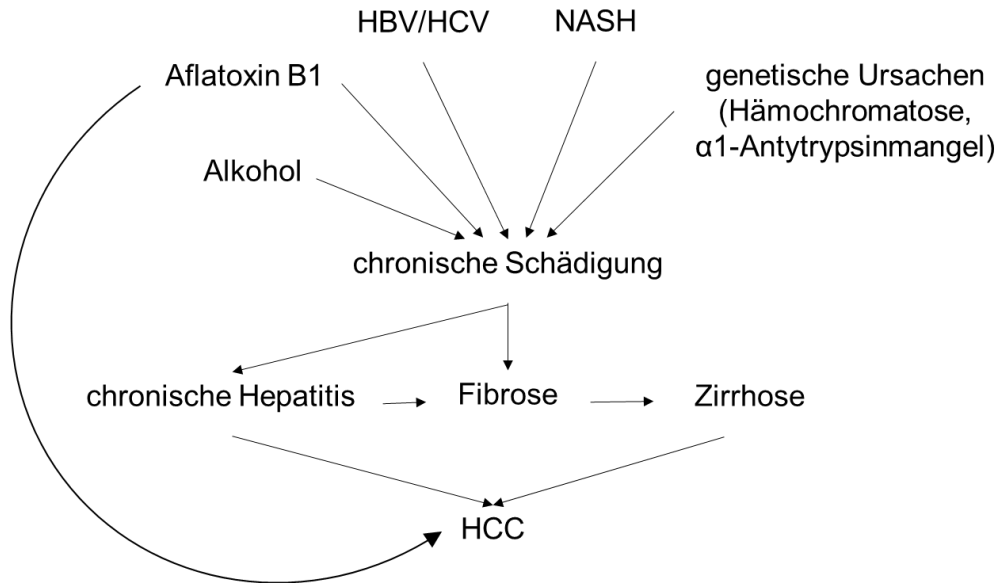 HBV/HCV
NASH
Aflatoxin B1
genetische Ursachen
(Hämochromatose,
α1-Antytrypsinmangel)
Alkohol
chronische Schädigung
chronische Hepatitis
Fibrose
Zirrhose
HCC